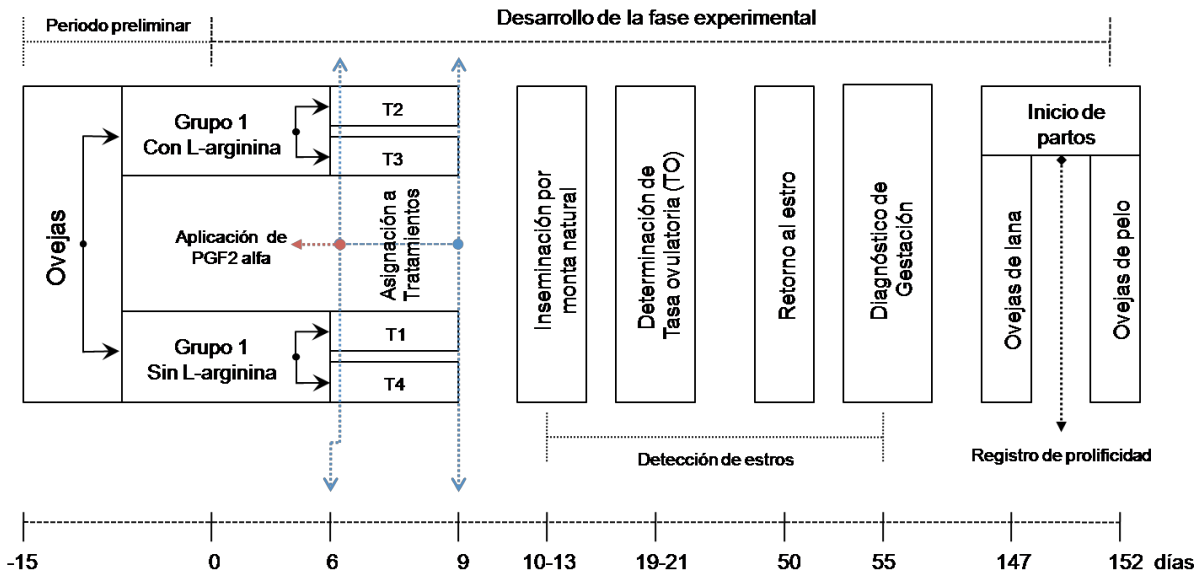 Periodo preliminar
Desarrollo de la fase experimental
Ovejas
Grupo 1
Con L-arginina
T2
T3
Aplicación de
PGF2 alfa
Asignación a
Tratamientos
Grupo 1
Sin L-arginina
T1
T4
Inseminación por
monta natural
Determinación de
Tasa ovulatoria (TO)
Retorno al estro
Diagnóstico de
Gestación
Inicio de
partos
Ovejas de lana
Ovejas de pelo
Detección de estros
Registro de prolificidad
-15 0 6 9 10-13 19-21 50 55 147 152 días